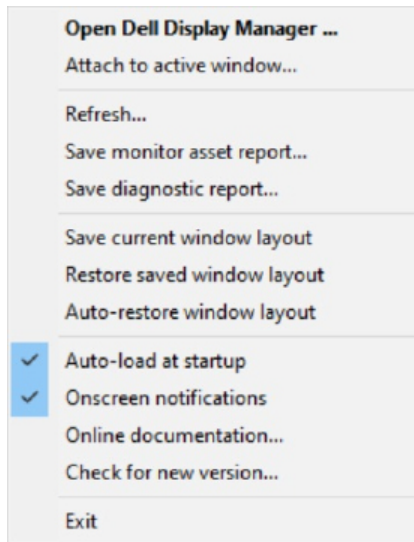 Open Dell Display Manager ...
Attach to active window...
Refresh...
Save monitor asset report...
Save diagnostic report...
Save current window layout
Restore saved window layout
Auto-restore window layout
Auto-load at startup
Onscreen notifications
Online documentation...
Check for new version...
Exit